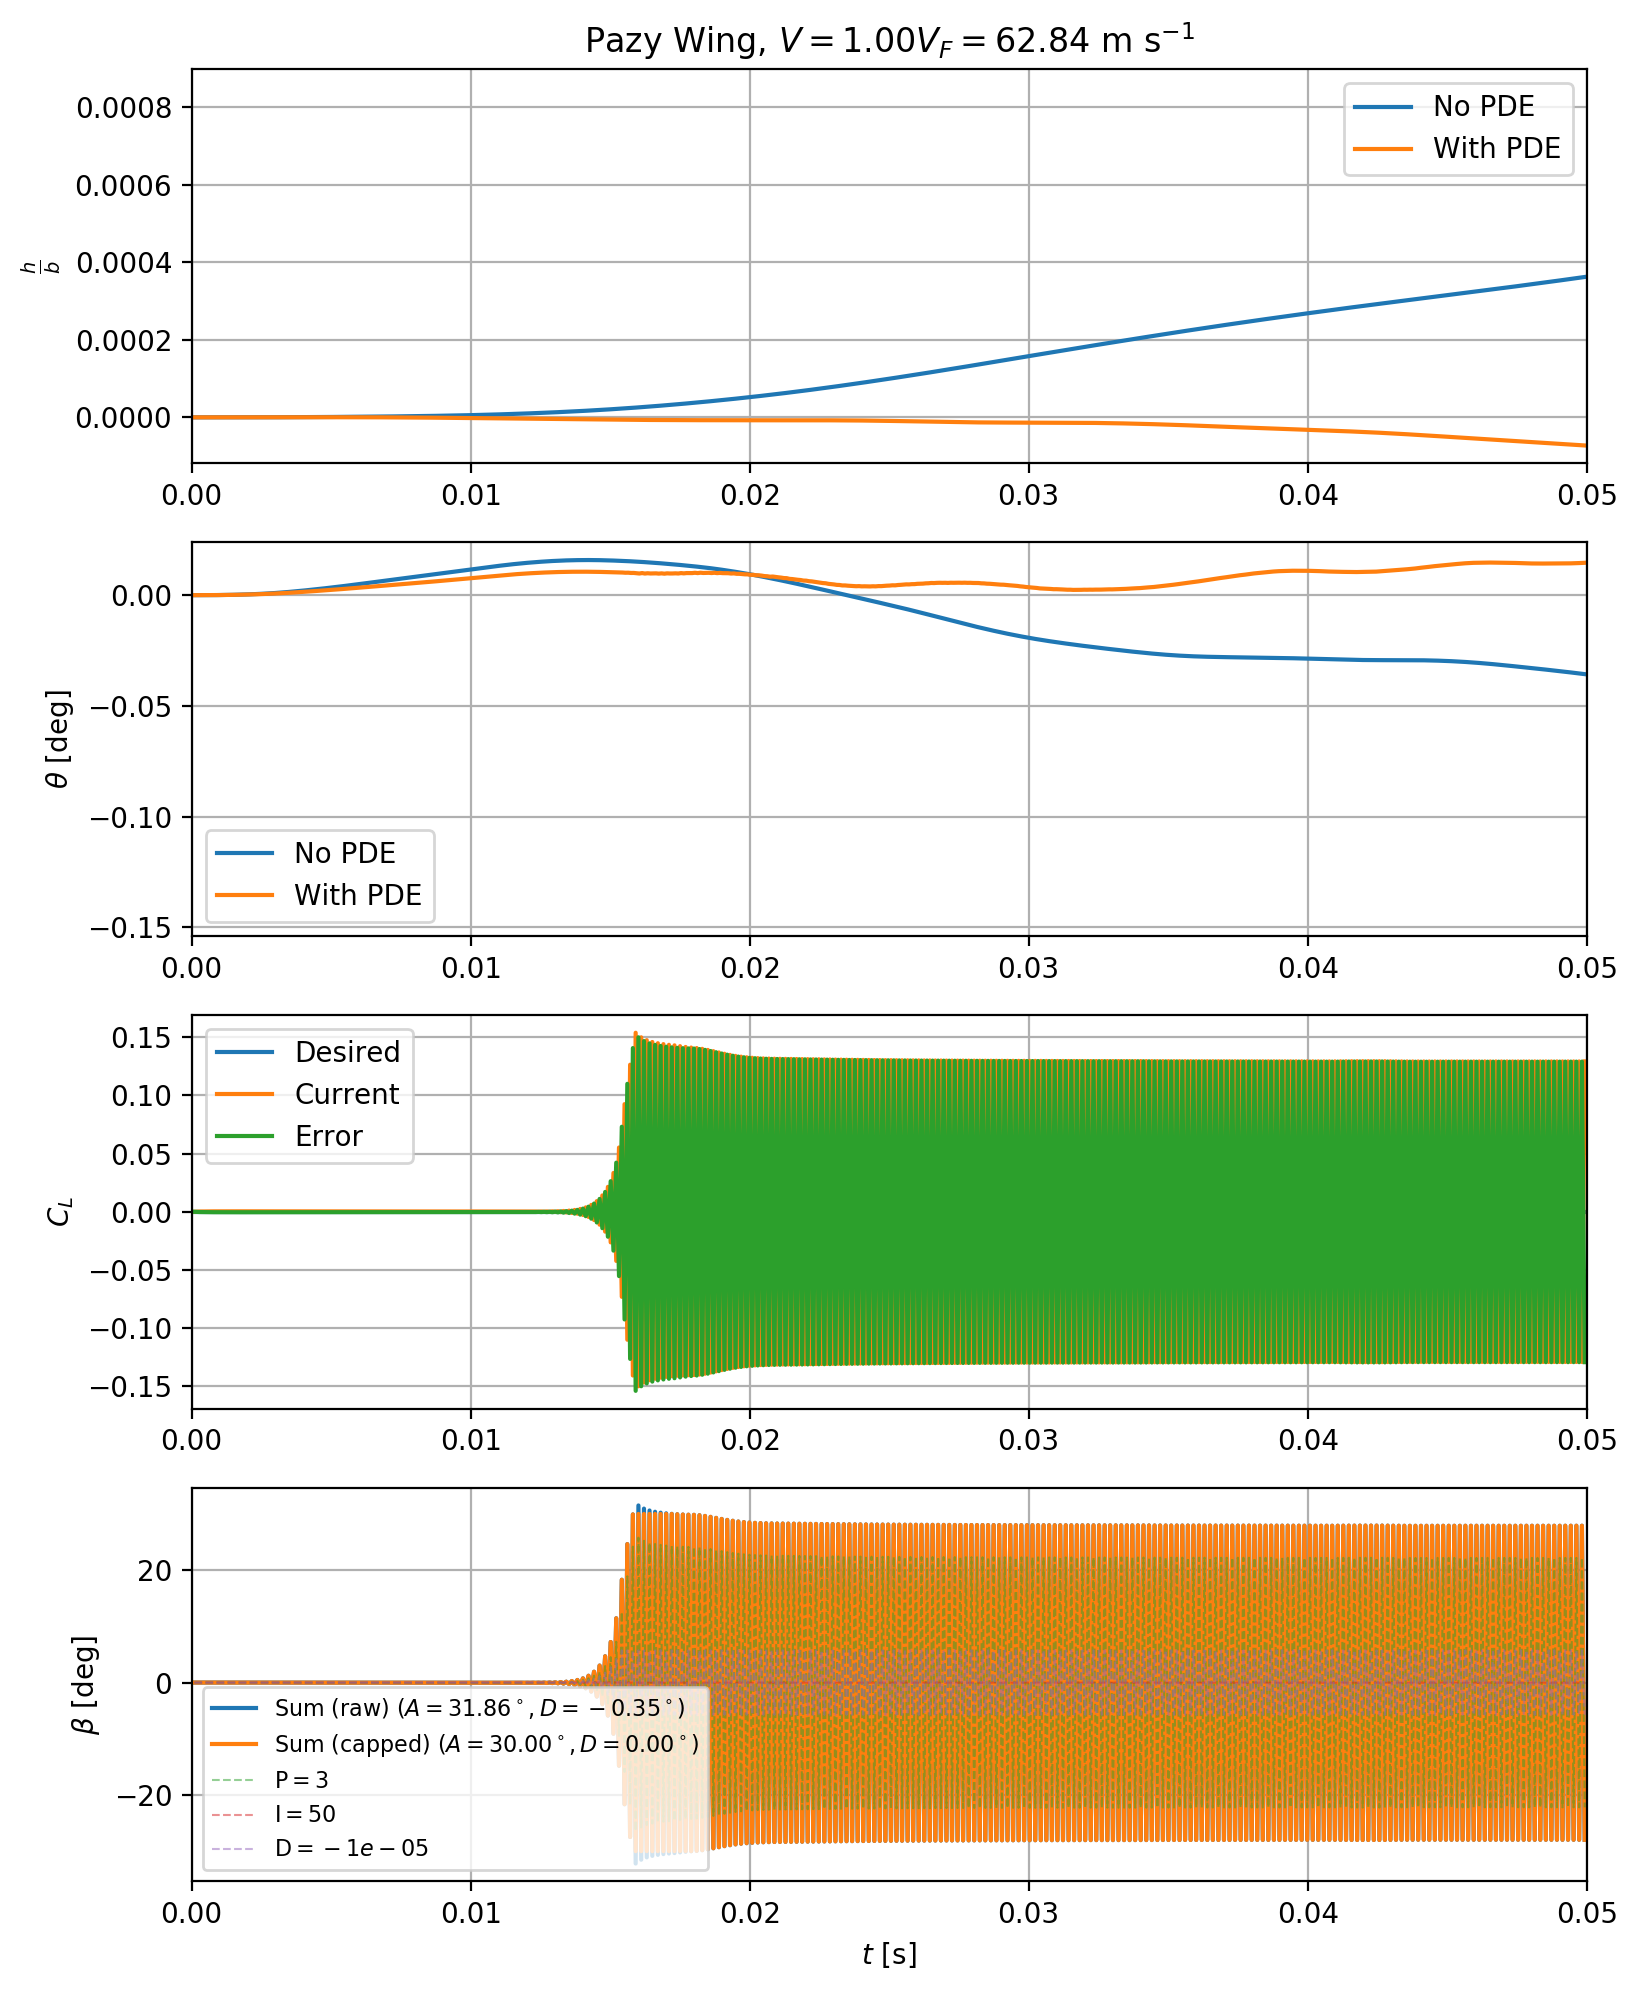 Pazy Wing, V = 1.00V_F = 62.84 m s⁻¹
0.0008
0.0006
0.0004
0.0002
0.0000
h/b
No PDE
With PDE
0.00 0.01 0.02 0.03 0.04 0.05
0.00
−0.05
−0.10
−0.15
θ [deg]
No PDE
With PDE
0.00 0.01 0.02 0.03 0.04 0.05
0.15
0.10
0.05
0.00
−0.05
−0.10
−0.15
C_L
Desired
Current
Error
0.00 0.01 0.02 0.03 0.04 0.05
20
0
−20
β [deg]
Sum (raw) (A = 31.86°, D = −0.35°)
Sum (capped) (A = 30.00°, D = 0.00°)
P = 3
I = 50
D = −1e − 05
0.00 0.01 0.02 0.03 0.04 0.05
t [s]